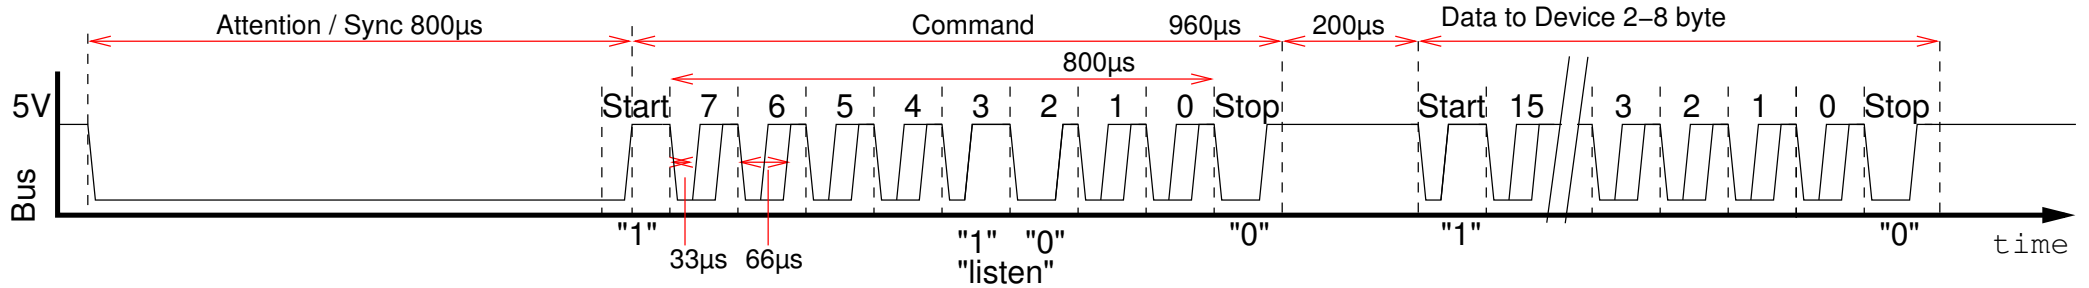 Attention / Sync 800µs
Command
960µs
200µs
Data to Device 2−8 byte
800µs
5V
Start 7 6 5 4 3 2 1 0 Stop
Start 15 3 2 1 0 Stop
Bus
"1"
"1" "0"
"listen"
"0"
"1"
"0"
33µs
66µs
time